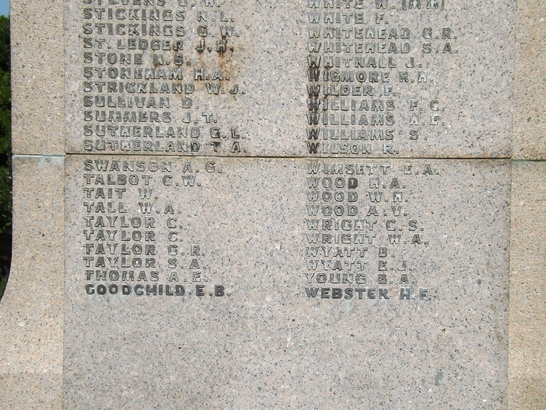 STEVENS
STICKINGS N.L.
STICKINGS G.W.
ST. LEDGER J.H.
STONE N.S.
STONEHAM H.A.
STRICKLAND W.J.
SULLIVAN D.
SUMMERS J.T.
SUTHERLAND G.L.
SUTHERLAND T.A.
SWANSON A.G.
TALBOT C.W.
TAIT W.
TALL W.A.
TAYLOR C.
TAYLOR C.
TAYLOR G.R.
TAYLOR S.A.
THOMAS A.E.
GOODCHILD E.B.
WHITE W.
WHITE F.
WHITEHEAD G.R.
WHITEHEAD S.A.
WHITNALL J.
WIGMORE R.H.
WILDER F.
WILLIAMS F.C.
WILLIAMS A.E.
WILLIAMS S
WILSON R.
WIMSETT E.A.
WOOD H.A.
WOOD W.H.
WOOD A.V.
WRIGHT C.S.
WRIGHT W.A.
WYATT B
WYATT E.J.
YOUNG B.A.
WEBSTER H.F.